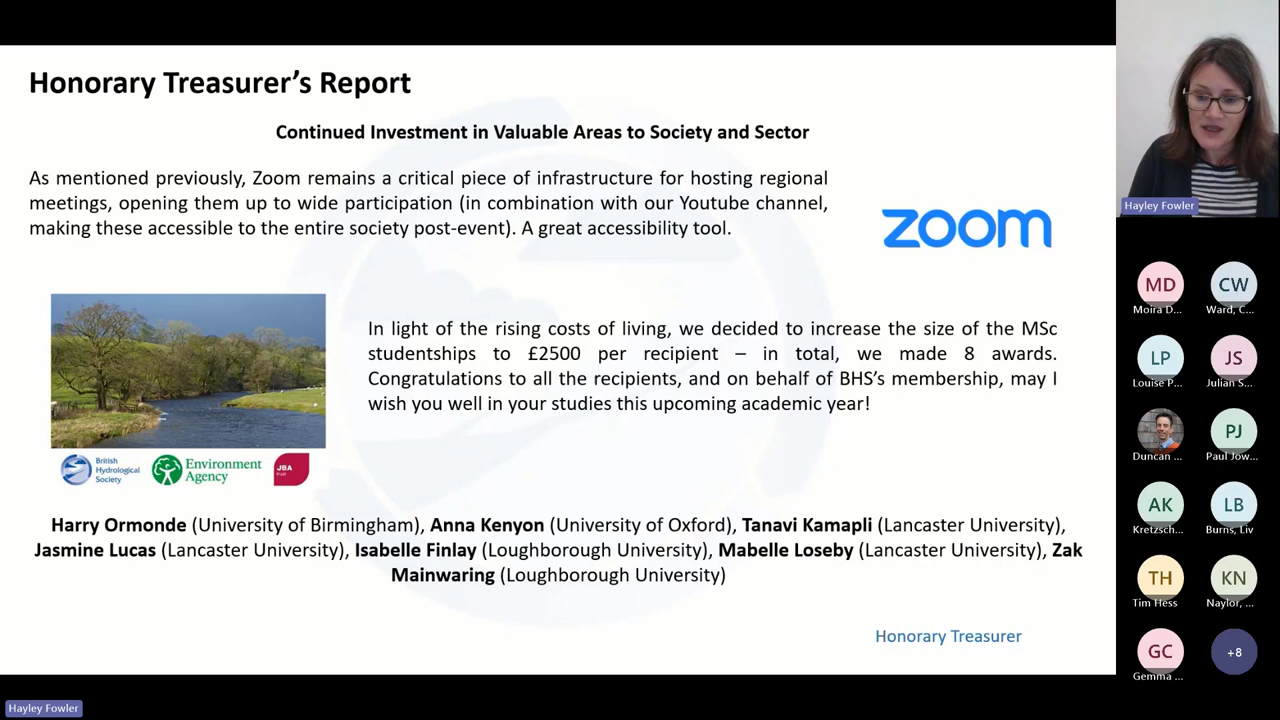 Honorary Treasurer's Report
Continued Investment in Valuable Areas to Society and Sector
As mentioned previously, Zoom remains a critical piece of infrastructure for hosting regional
meetings, opening them up to wide participation (in combination with our Youtube channel,
making these accessible to the entire society post-event). A great accessibility tool.
zoom
In light of the rising costs of living, we decided to increase the size of the MSc
studentships to £2500 per recipient – in total, we made 8 awards.
Congratulations to all the recipients, and on behalf of BHS's membership, may I
wish you well in your studies this upcoming academic year!
British
Hydrological
Society
Environment
Agency
JBA
trust
Harry Ormonde (University of Birmingham), Anna Kenyon (University of Oxford), Tanavi Kamapli (Lancaster University),
Jasmine Lucas (Lancaster University), Isabelle Finlay (Loughborough University), Mabelle Loseby (Lancaster University), Zak
Mainwaring (Loughborough University)
Honorary Treasurer
Hayley Fowler
Hayley Fowler
MD
CW
Moira D...
Ward, C...
LP
JS
Louise P...
Julian S...
PJ
Duncan ...
Paul Jow...
AK
LB
Kretzsch...
Burns, Liv
TH
KN
Tim Hess
Naylor, ...
GC
+8
Gemma ...